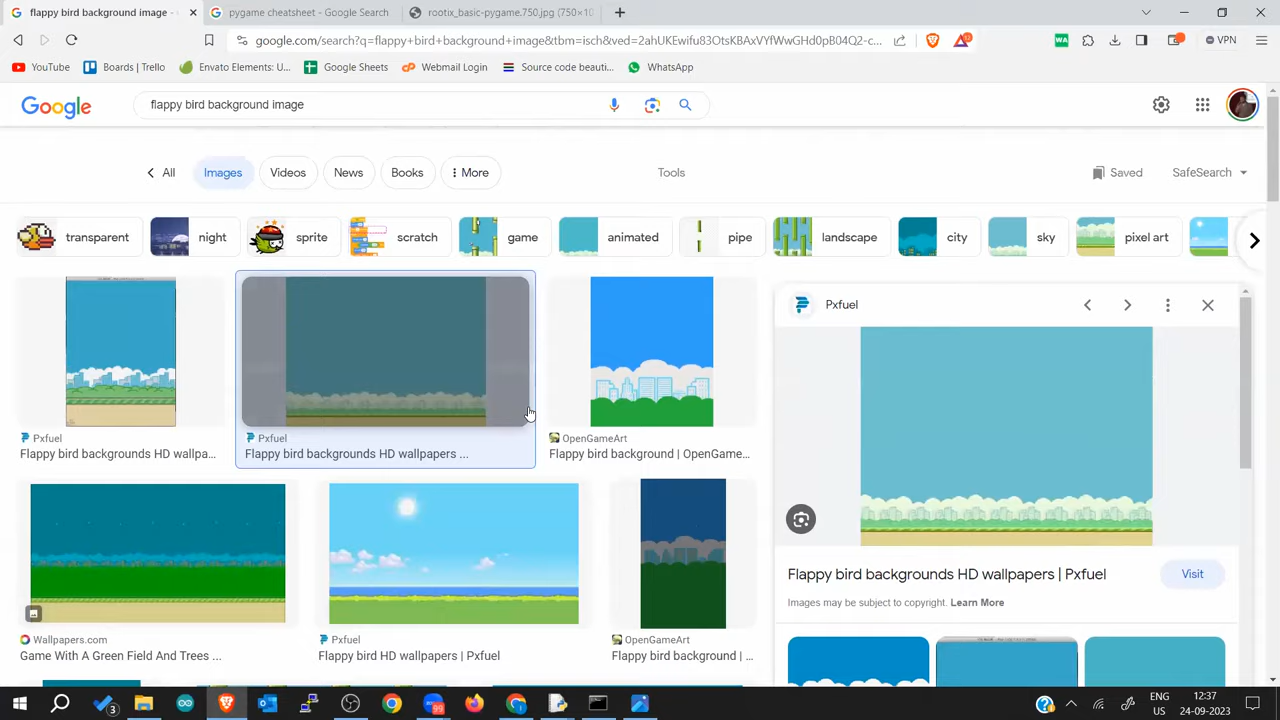 flappy bird background image -
pygame cheatsheet - Google Search
rootix_basic-pygame.750.jpg (750×10
google.com/search?q=flappy+bird+background+image&tbm=isch&ved=2ahUKEwifu83OtsKBAxVYfWwGHd0pB04Q2-c...
VPN
YouTube
Boards | Trello
Envato Elements: U...
Google Sheets
Webmail Login
Source code beauti...
WhatsApp
Google
flappy bird background image
All
Images
Videos
News
Books
More
Tools
Saved
SafeSearch
transparent
night
sprite
scratch
game
animated
pipe
landscape
city
sky
pixel art
Pxfuel
Flappy bird backgrounds HD wallpa...
Pxfuel
Flappy bird backgrounds HD wallpapers ...
OpenGameArt
Flappy bird background | OpenGame...
Pxfuel
Flappy bird backgrounds HD wallpapers | Pxfuel
Visit
Images may be subject to copyright. Learn More
Wallpapers.com
Game With A Green Field And Trees ...
Pxfuel
Flappy bird HD wallpapers | Pxfuel
OpenGameArt
Flappy bird background | ...
3
99
ENG
US
12:37
24-09-2023